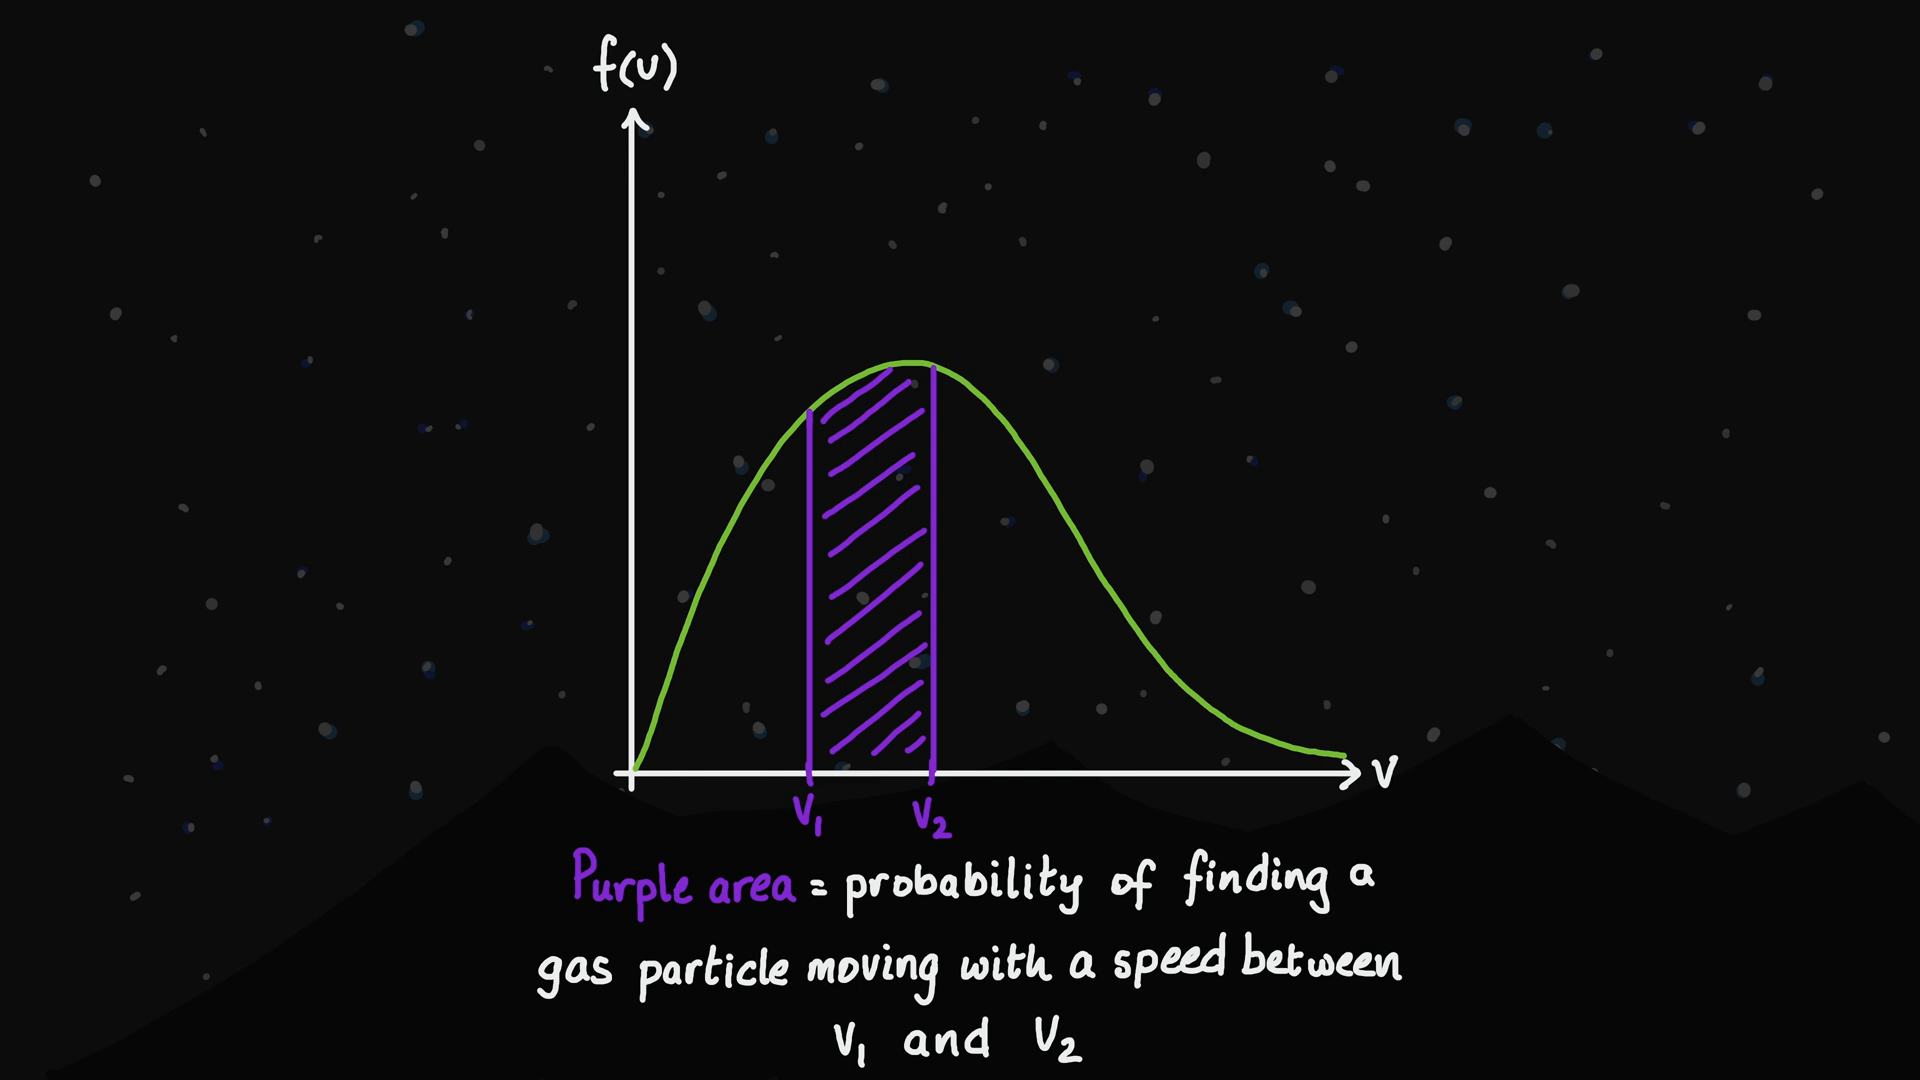 f(v)
v
V₁ V₂
Purple area = probability of finding a
gas particle moving with a speed between
V₁ and V₂